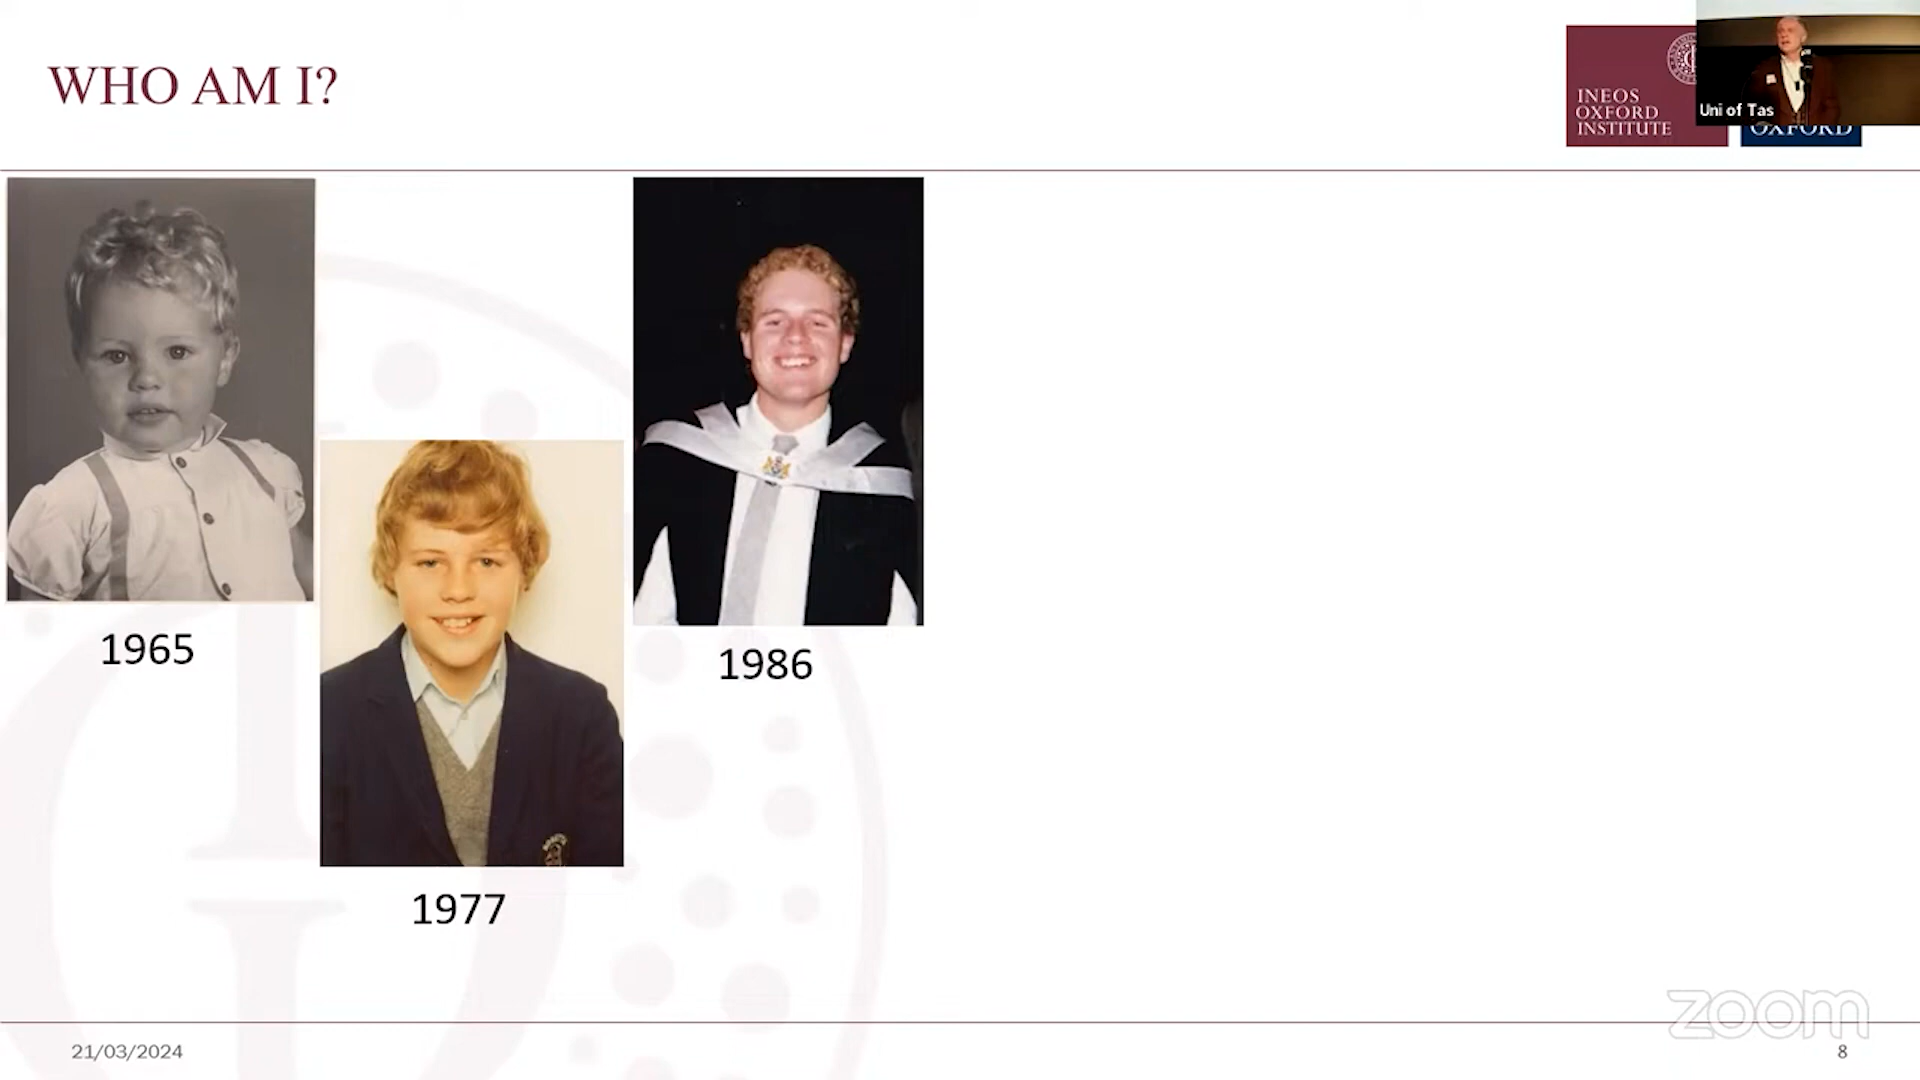 WHO AM I?
INEOS
OXFORD
INSTITUTE
OXFORD
Uni of Tas
1965
1977
1986
zoom
21/03/2024
8